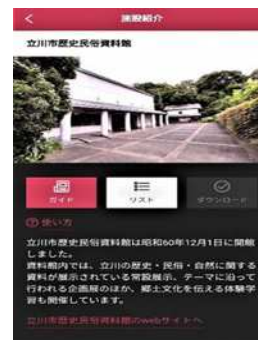 施設紹介
立川市歴史民俗資料館
ガイド
リスト
ダウンロード
使い方
立川市歴史民俗資料館は昭和60年12月1日に開館
しました。
資料館内では、立川の歴史・民俗・自然に関する
資料が展示されている常設展示、テーマに沿って
行われる企画展のほか、郷土文化を伝える体験学
習も開催しています。
立川市歴史民俗資料館のwebサイトへ